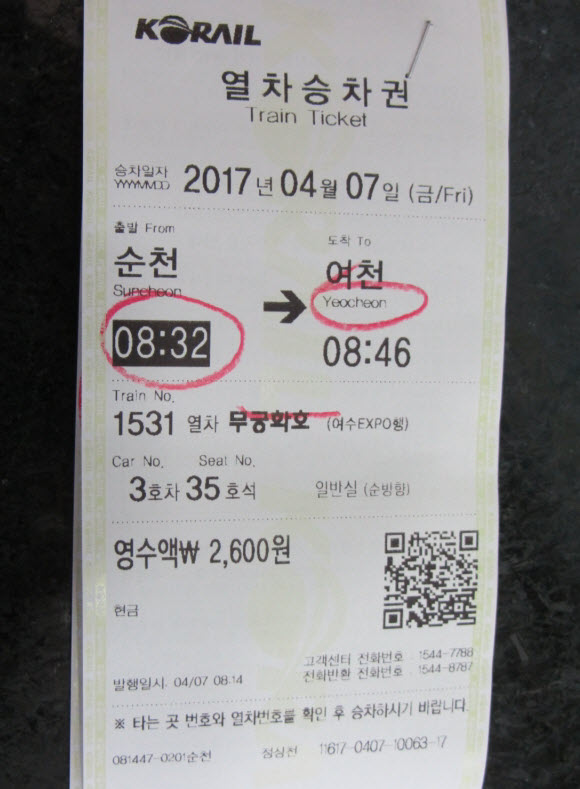 KORAIL
열차승차권
Train Ticket
승차일자
YYYYMMDD
2017년 04월 07일 (금/Fri)
출발 From
도착 To
순천
여천
Suncheon
Yeocheon
08:32
08:46
Train No.
1531 열차 무궁화호 (여수EXPO행)
Car No. Seat No.
3호차 35호석 일반실 (순방향)
영수액₩ 2,600원
현금
고객센터 전화번호 : 1544-7788
전화반환 전화번호 : 1544-8787
발행일시. 04/07 08:14
※ 타는 곳 번호와 열차번호를 확인 후 승차하시기 바랍니다.
081447-0201순천 11617-0407-10063-17